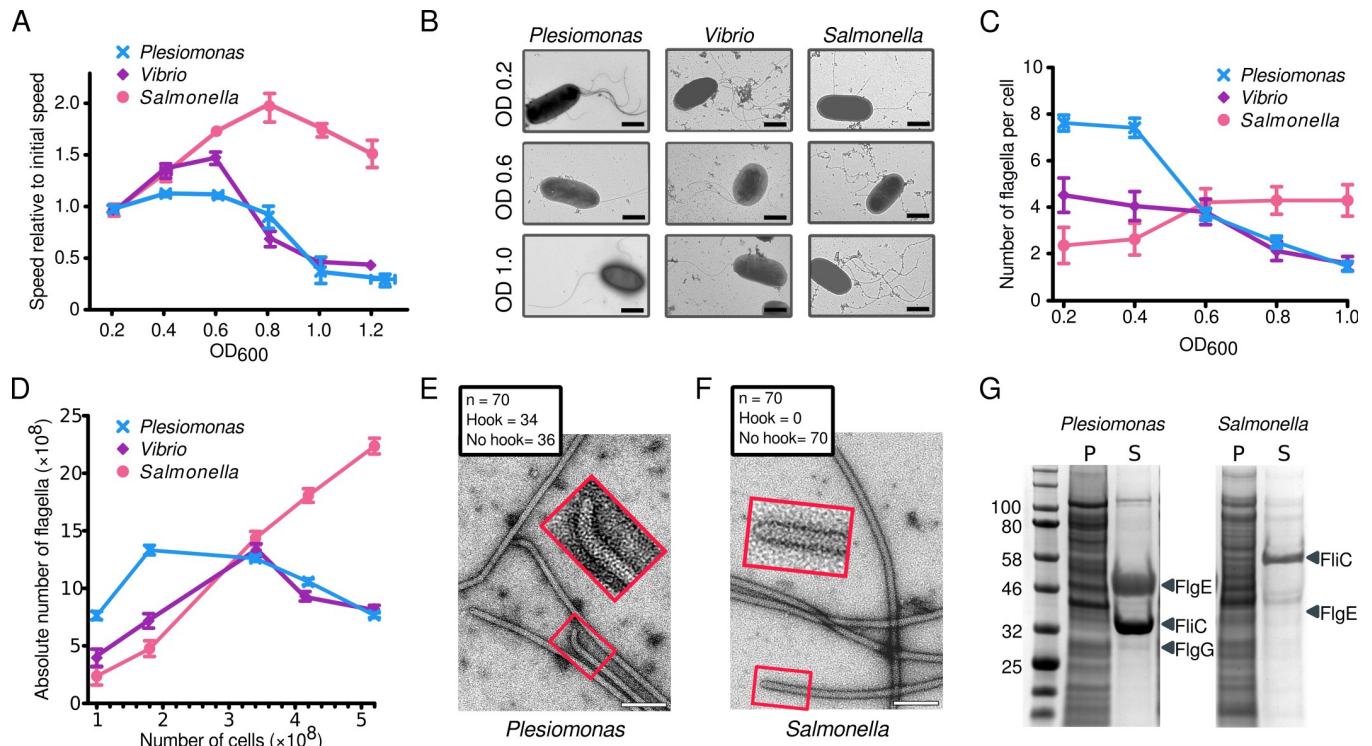 A
Plesiomonas
Vibrio
Salmonella
Speed relative to initial speed
2.0
1.5
1.0
0.5
0
0.2
0.4
0.6
0.8
1.0
1.2
OD600
B
Plesiomonas
Vibrio
Salmonella
OD 0.2
OD 0.6
OD 1.0
C
Plesiomonas
Vibrio
Salmonella
Number of flagella per cell
10
8
6
4
2
0
0.2
0.4
0.6
0.8
1.0
OD600
D
Plesiomonas
Vibrio
Salmonella
Absolute number of flagella (×10⁸)
25
20
15
10
5
0
1
2
3
4
5
Number of cells (×10⁸)
E
n = 70
Hook = 34
No hook= 36
Plesiomonas
F
n = 70
Hook = 0
No hook= 70
Salmonella
G
Plesiomonas
Salmonella
P
S
P
S
100
80
58
46
32
25
FlgE
FliC
FlgG
FliC
FlgE